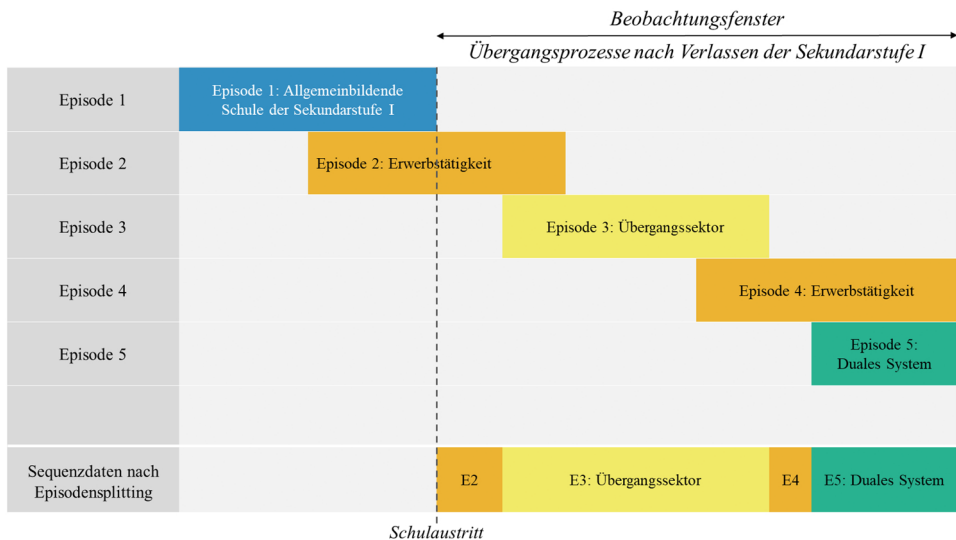 Beobachtungsfenster
Übergangsprozesse nach Verlassen der Sekundarstufe I
Episode 1
Episode 1: Allgemeinbildende
Schule der Sekundarstufe I
Episode 2
Episode 2: Erwerbstätigkeit
Episode 3
Episode 3: Übergangssektor
Episode 4
Episode 4: Erwerbstätigkeit
Episode 5
Episode 5:
Duales System
Sequenzdaten nach
Episodensplitting
E2
E3: Übergangssektor
E4
E5: Duales System
Schulaustritt